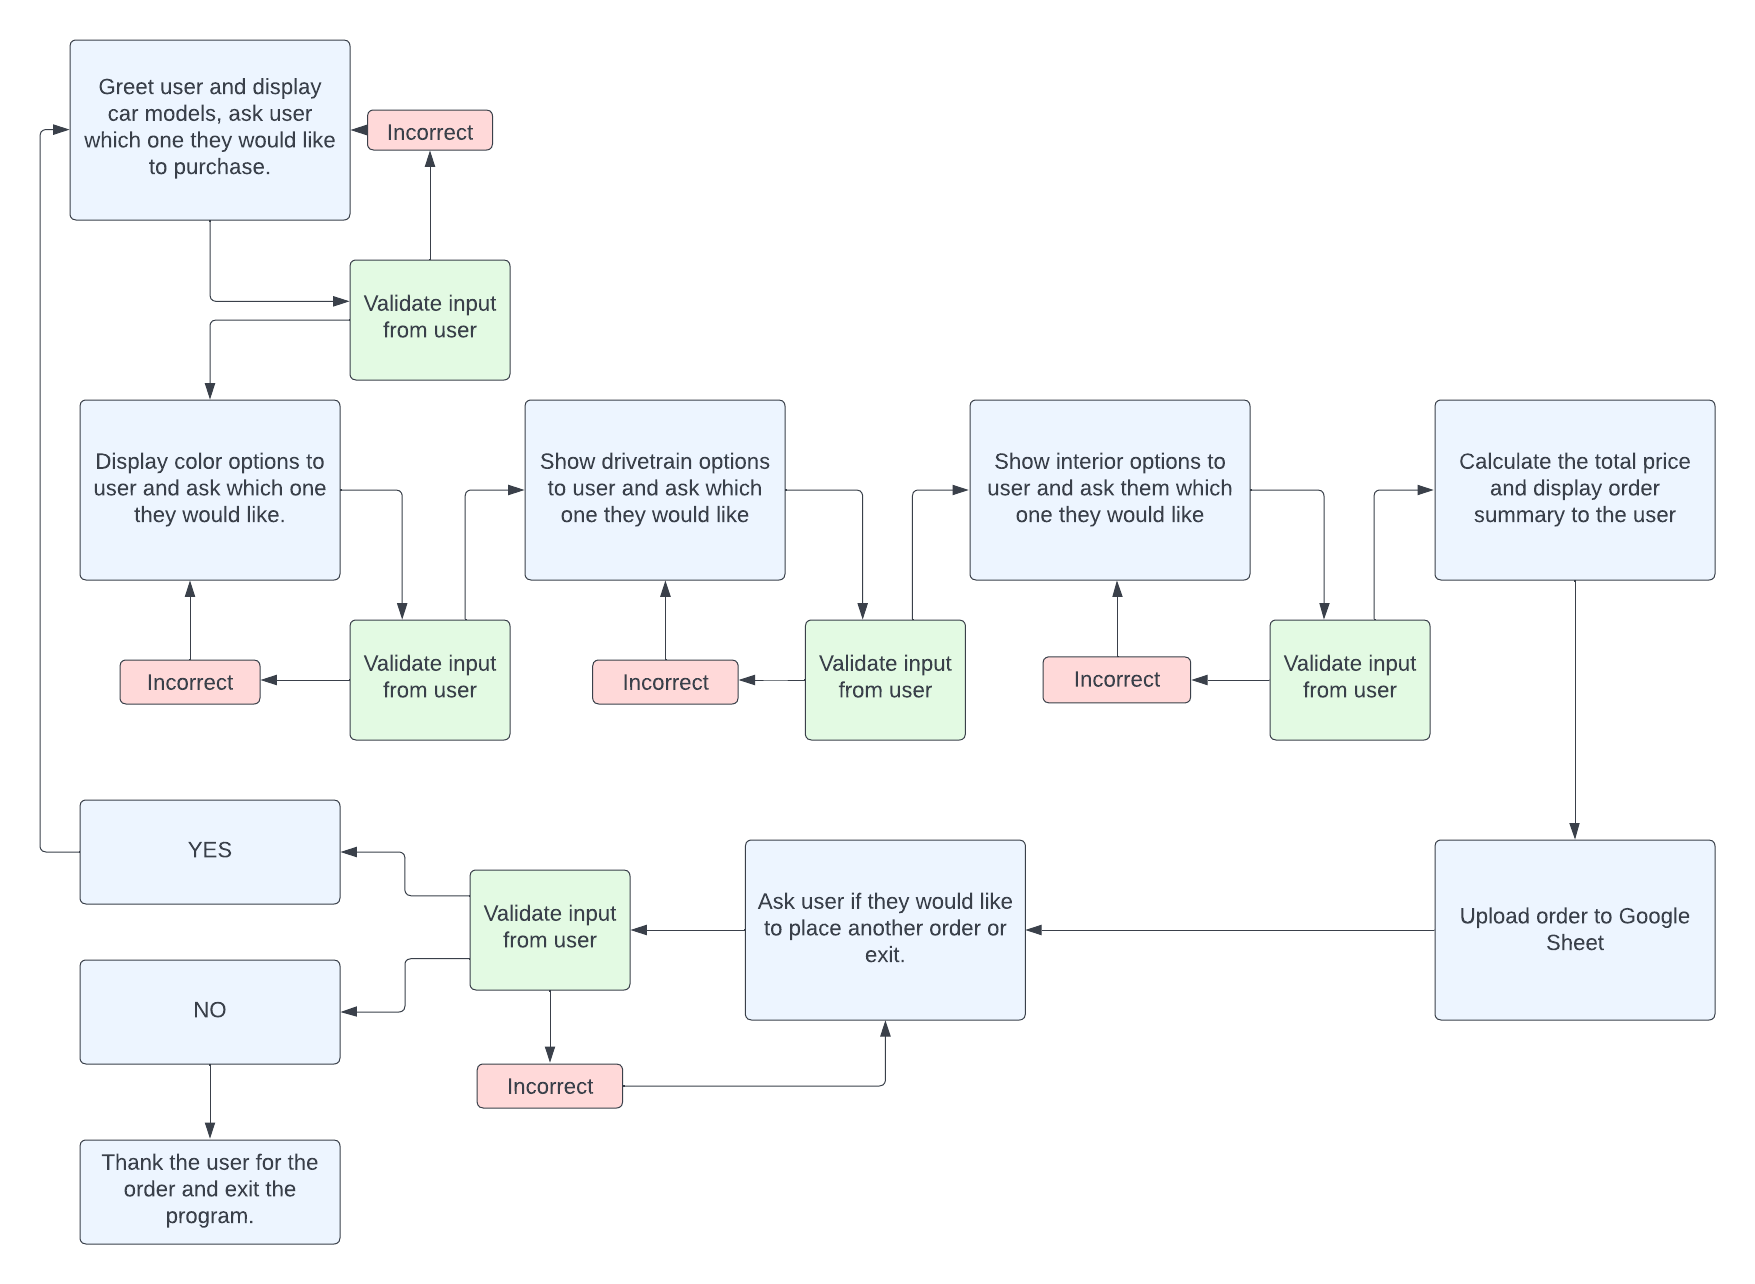 Greet user and display
car models, ask user
which one they would like
to purchase.
Incorrect
Validate input
from user
Display color options to
user and ask which one
they would like.
Incorrect
Validate input
from user
Show drivetrain options
to user and ask which
one they would like
Incorrect
Validate input
from user
Show interior options to
user and ask them which
one they would like
Incorrect
Validate input
from user
Calculate the total price
and display order
summary to the user
Upload order to Google
Sheet
Ask user if they would like
to place another order or
exit.
Validate input
from user
Incorrect
YES
NO
Thank the user for the
order and exit the
program.